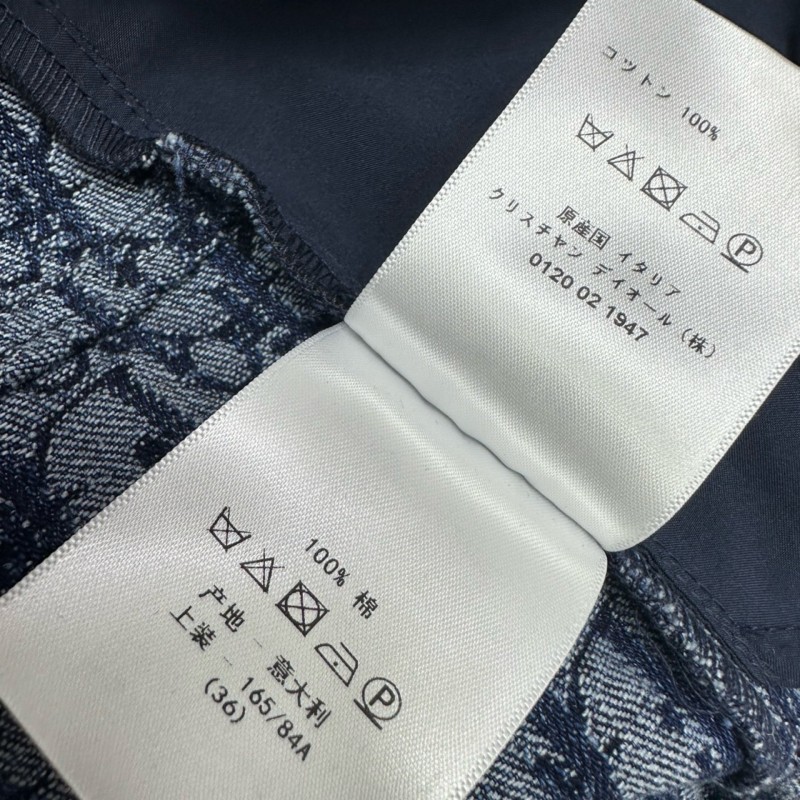 コットン 100%
原産国 イタリア
クリスチャン ディオール (株)
0120 02 1947
100% 棉
产地 - 意大利
上装 - 165/84A
(36)